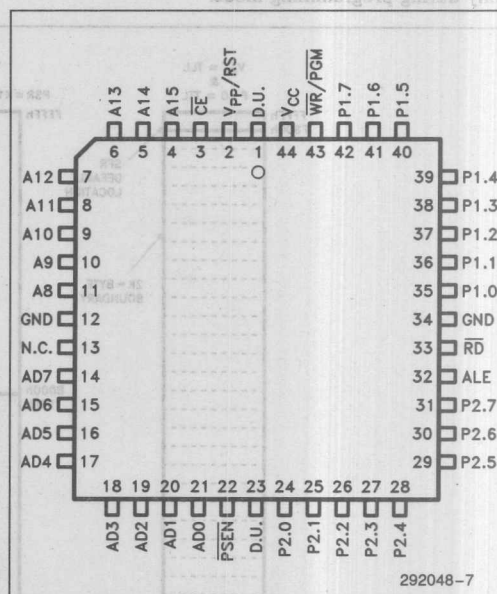 A13 A14 A15 C̅E̅ VPP/RST D.U. VCC W̅R̅/P̅G̅M̅ P1.7 P1.6 P1.5
6 5 4 3 2 1 44 43 42 41 40
A12 7 39 P1.4
A11 8 38 P1.3
A10 9 37 P1.2
A9 10 36 P1.1
A8 11 35 P1.0
GND 12 34 GND
N.C. 13 33 R̅D̅
AD7 14 32 ALE
AD6 15 31 P2.7
AD5 16 30 P2.6
AD4 17 29 P2.5
18 19 20 21 22 23 24 25 26 27 28
AD3 AD2 AD1 AD0 P̅S̅E̅N̅ D.U. P2.0 P2.1 P2.2 P2.3 P2.4
292048-7